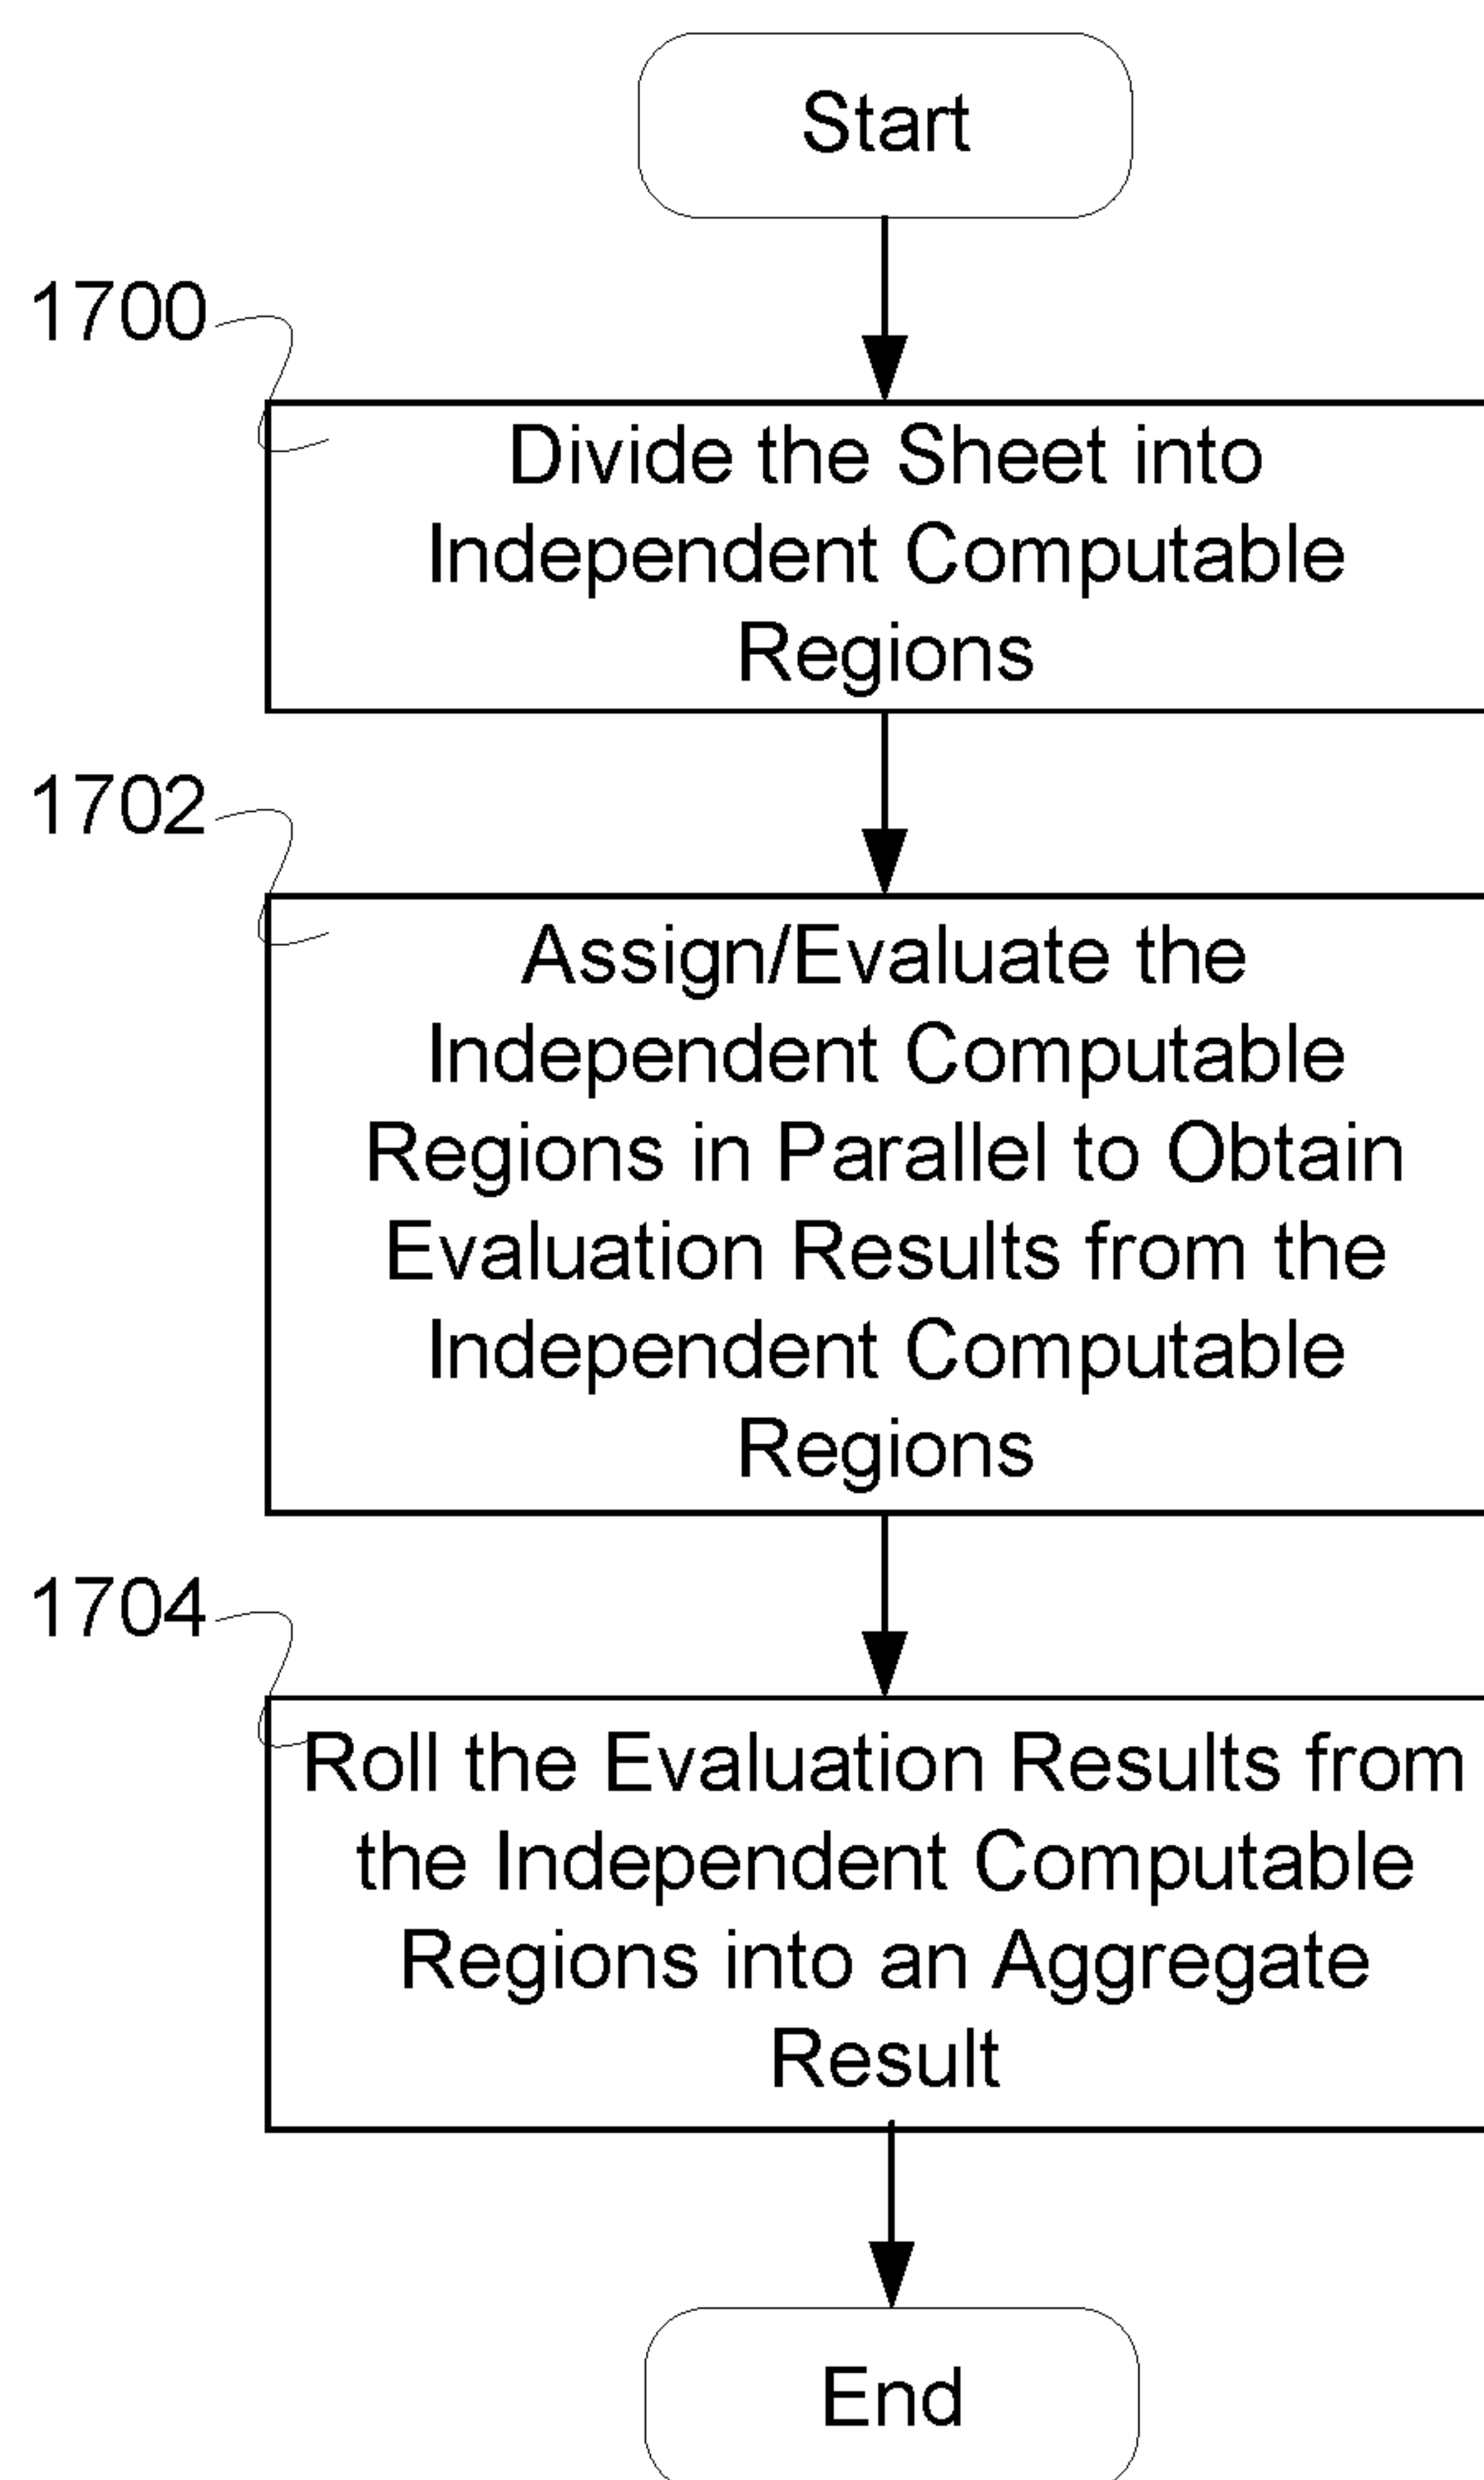 Start
1700
Divide the Sheet into
Independent Computable
Regions
1702
Assign/Evaluate the
Independent Computable
Regions in Parallel to Obtain
Evaluation Results from the
Independent Computable
Regions
1704
Roll the Evaluation Results from
the Independent Computable
Regions into an Aggregate
Result
End